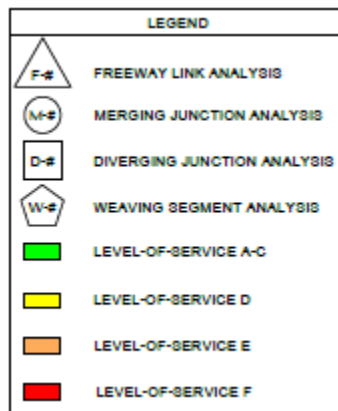 LEGEND
F-# FREEWAY LINK ANALYSIS
M-# MERGING JUNCTION ANALYSIS
D-# DIVERGING JUNCTION ANALYSIS
W-# WEAVING SEGMENT ANALYSIS
LEVEL-OF-SERVICE A-C
LEVEL-OF-SERVICE D
LEVEL-OF-SERVICE E
LEVEL-OF-SERVICE F